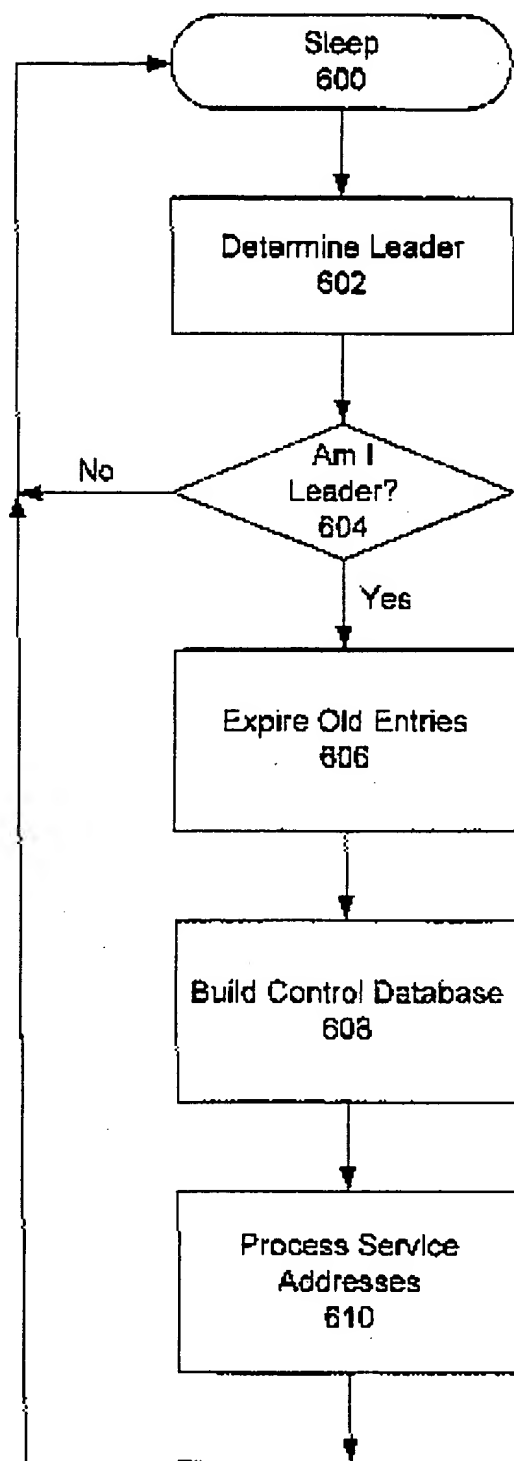 Sleep
600
Determine Leader
602
Am I
Leader?
604
No
Yes
Expire Old Entries
606
Build Control Database
608
Process Service
Addresses
610